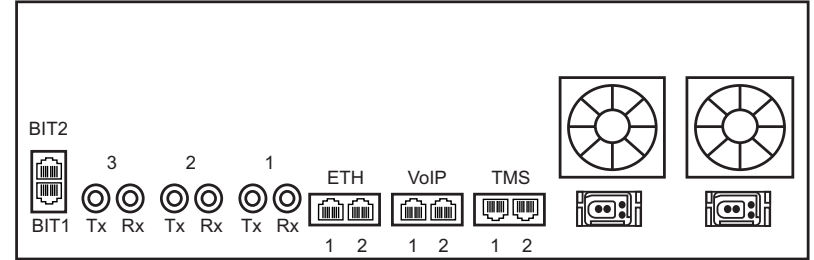 BIT2
3 2 1
ETH VoIP TMS
BIT1 Tx Rx Tx Rx Tx Rx
1 2 1 2 1 2